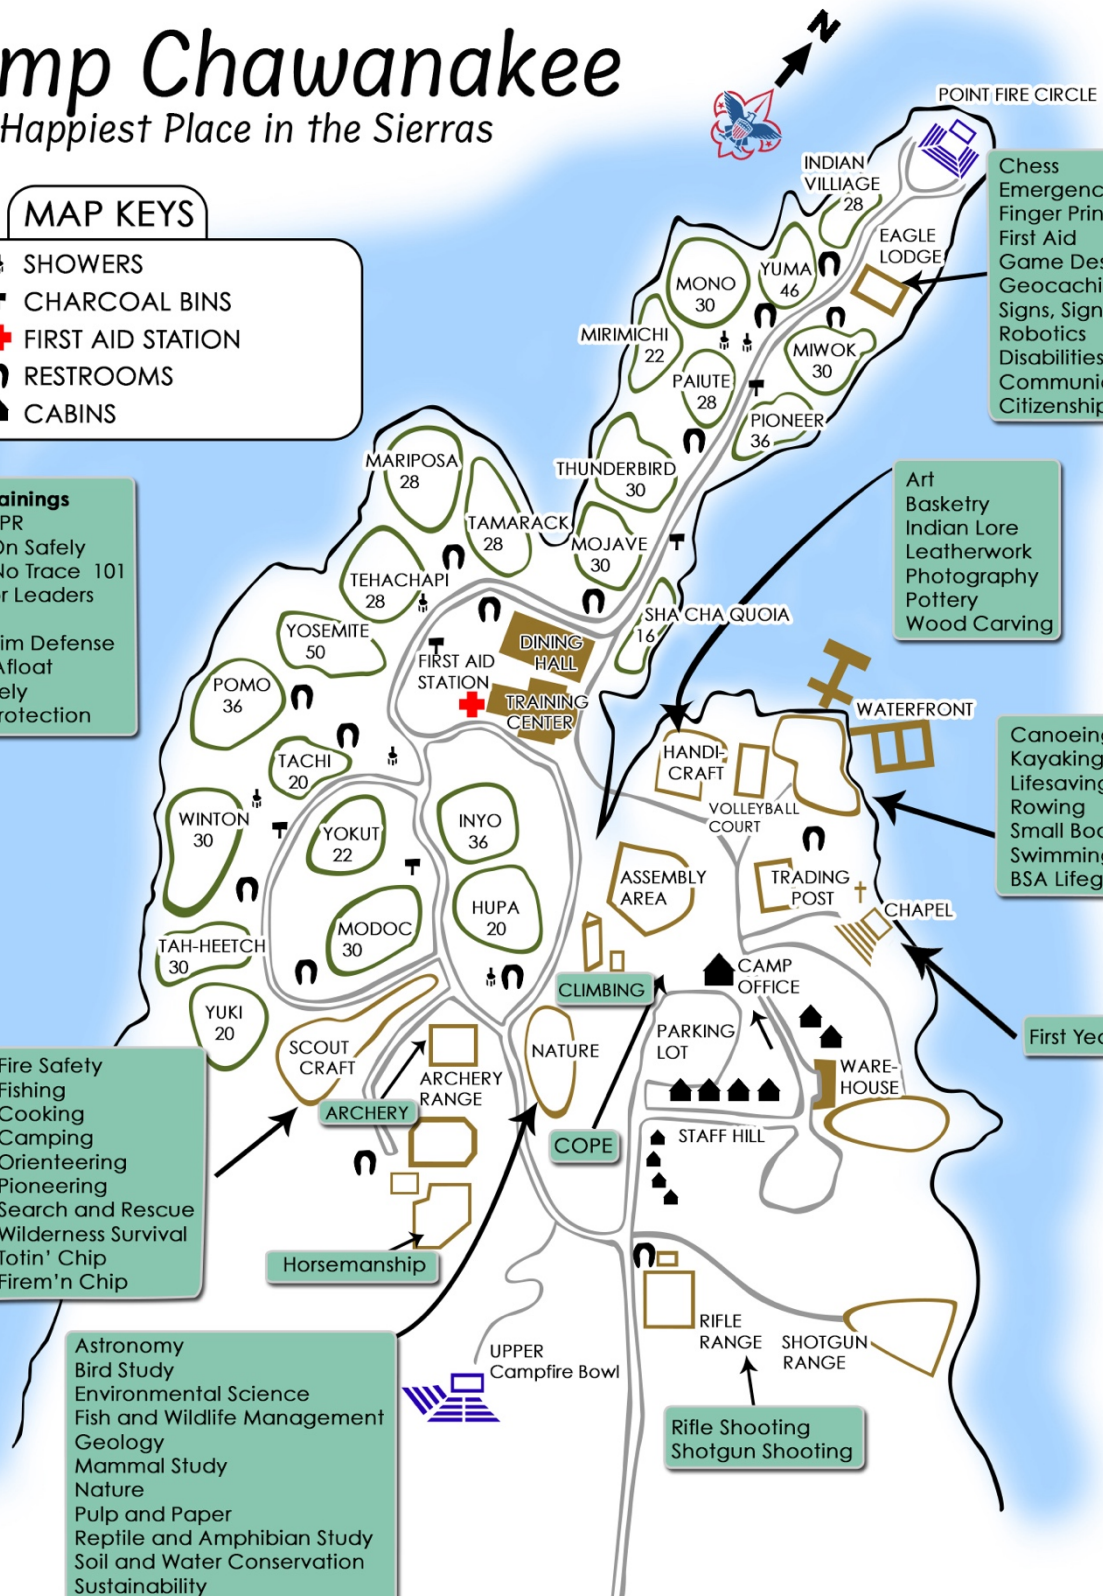 mp Chawanakee
Happiest Place in the Sierras
N
MAP KEYS
SHOWERS
CHARCOAL BINS
FIRST AID STATION
RESTROOMS
CABINS
POINT FIRE CIRCLE
INDIAN
VILLIAGE
28
EAGLE
LODGE
Chess
Emergenc
Finger Prin
First Aid
Game Des
Geocachi
Signs, Sign
Robotics
Disabilities
Communic
Citizenship
MONO
30
YUMA
46
MIRIMICHI
22
MIWOK
30
PAIUTE
28
PIONEER
36
THUNDERBIRD
30
MARIPOSA
28
TAMARACK
28
MOJAVE
30
TEHACHAPI
28
SHA CHA QUOIA
16
YOSEMITE
50
POMO
36
ainings
PR
On Safely
No Trace 101
r Leaders
im Defense
Afloat
ely
rotection
Art
Basketry
Indian Lore
Leatherwork
Photography
Pottery
Wood Carving
DINING
HALL
FIRST AID
STATION
TRAINING
CENTER
WATERFRONT
HANDI-
CRAFT
VOLLEYBALL
COURT
Canoeing
Kayaking
Lifesaving
Rowing
Small Boa
Swimming
BSA Lifeg
TACHI
20
WINTON
30
YOKUT
22
INYO
36
HUPA
20
MODOC
30
TAH-HEETCH
30
YUKI
20
ASSEMBLY
AREA
TRADING
POST
CHAPEL
CLIMBING
CAMP
OFFICE
PARKING
LOT
First Yea
WARE-
HOUSE
SCOUT
CRAFT
ARCHERY
RANGE
ARCHERY
NATURE
COPE
STAFF HILL
Fire Safety
Fishing
Cooking
Camping
Orienteering
Pioneering
Search and Rescue
Wilderness Survival
Totin' Chip
Firem'n Chip
Horsemanship
Astronomy
Bird Study
Environmental Science
Fish and Wildlife Management
Geology
Mammal Study
Nature
Pulp and Paper
Reptile and Amphibian Study
Soil and Water Conservation
Sustainability
UPPER
Campfire Bowl
RIFLE
RANGE
SHOTGUN
RANGE
Rifle Shooting
Shotgun Shooting